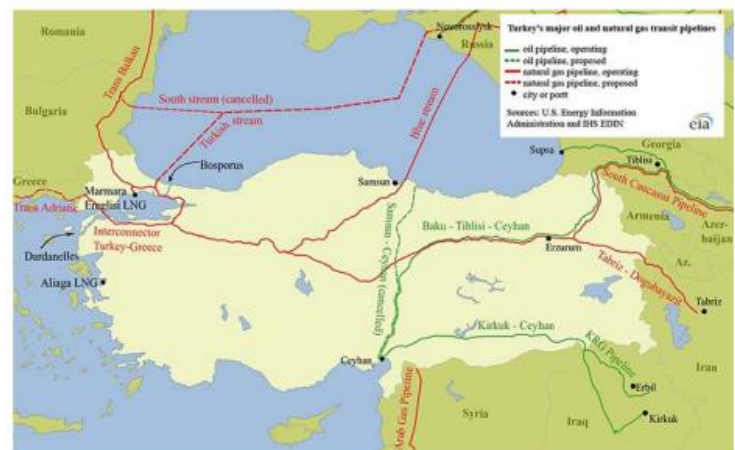 Romania
Novorossiysk
Russia
Turkey's major oil and natural gas transit pipelines
oil pipeline, operating
oil pipeline, proposed
natural gas pipeline, operating
natural gas pipeline, proposed
city or portt
Sources: U.S. Energy Information
Administration and IHS EDIN
eia
Trans Balkan
South stream (cancelled)
Turkish stream
Blue stream
Bulgaria
Bosporus
Supsa
Georgia
Tiblisi
Greece
Marmara
Ereglisi LNG
Samsun
South Caucasus Pipeline
Trans Adriatic
Armenia
Azer-
baijan
Interconnector
Turkey-Greece
Samsun - Ceyhan (cancelled)
Baku - Tiblisi - Ceyhan
Erzurum
Az.
Dardanelles
Tabriz - Dogubayazit
Aliaga LNG
Tabriz
Kirkuk - Ceyhan
KRG Pipeline
Ceyhan
Iran
Erbil
Arab Gas Pipeline
Syria
Iraq
Kirkuk